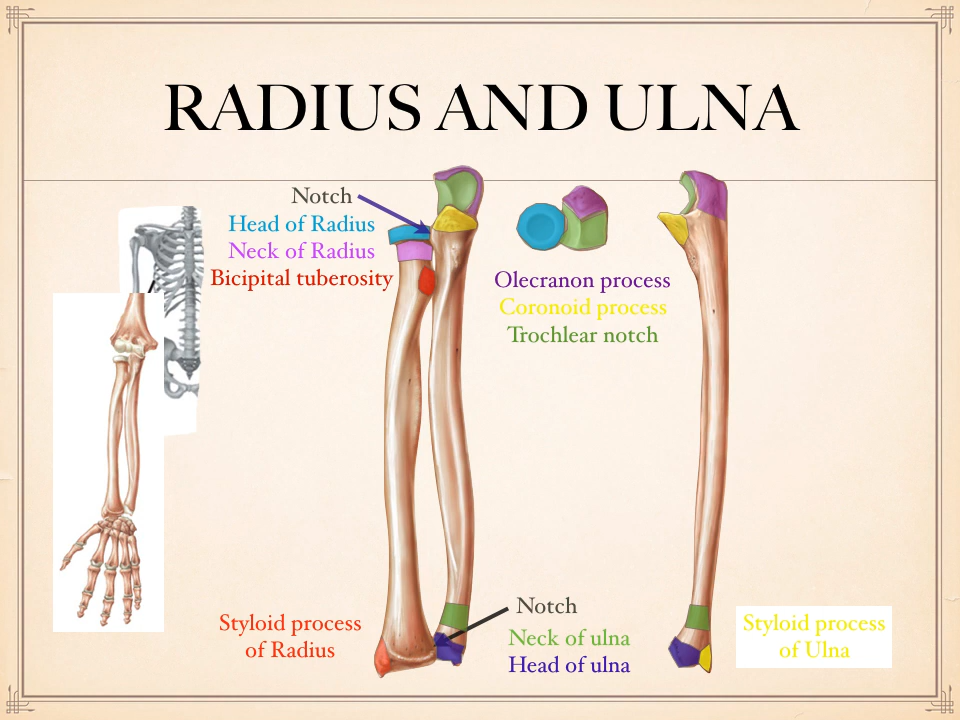 RADIUS AND ULNA
Notch
Head of Radius
Neck of Radius
Bicipital tuberosity
Olecranon process
Coronoid process
Trochlear notch
Styloid process
of Radius
Notch
Neck of ulna
Head of ulna
Styloid process
of Ulna